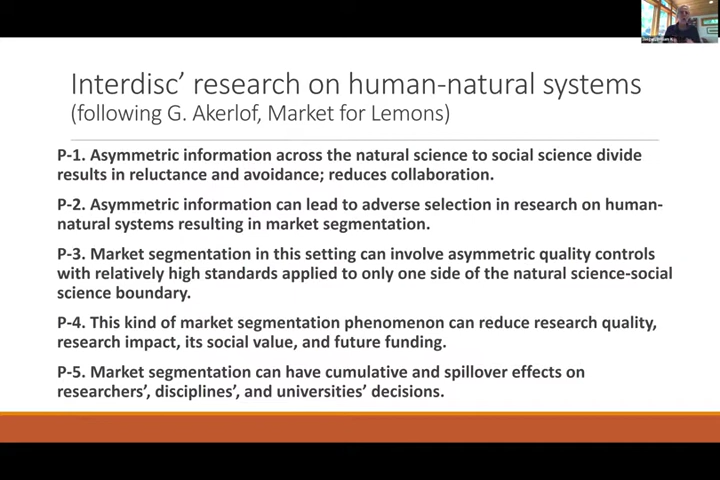 Interdisc’ research on human-natural systems
(following G. Akerlof, Market for Lemons)
P-1. Asymmetric information across the natural science to social science divide
results in reluctance and avoidance; reduces collaboration.
P-2. Asymmetric information can lead to adverse selection in research on human-
natural systems resulting in market segmentation.
P-3. Market segmentation in this setting can involve asymmetric quality controls
with relatively high standards applied to only one side of the natural science-social
science boundary.
P-4. This kind of market segmentation phenomenon can reduce research quality,
research impact, its social value, and future funding.
P-5. Market segmentation can have cumulative and spillover effects on
researchers’, disciplines’, and universities’ decisions.